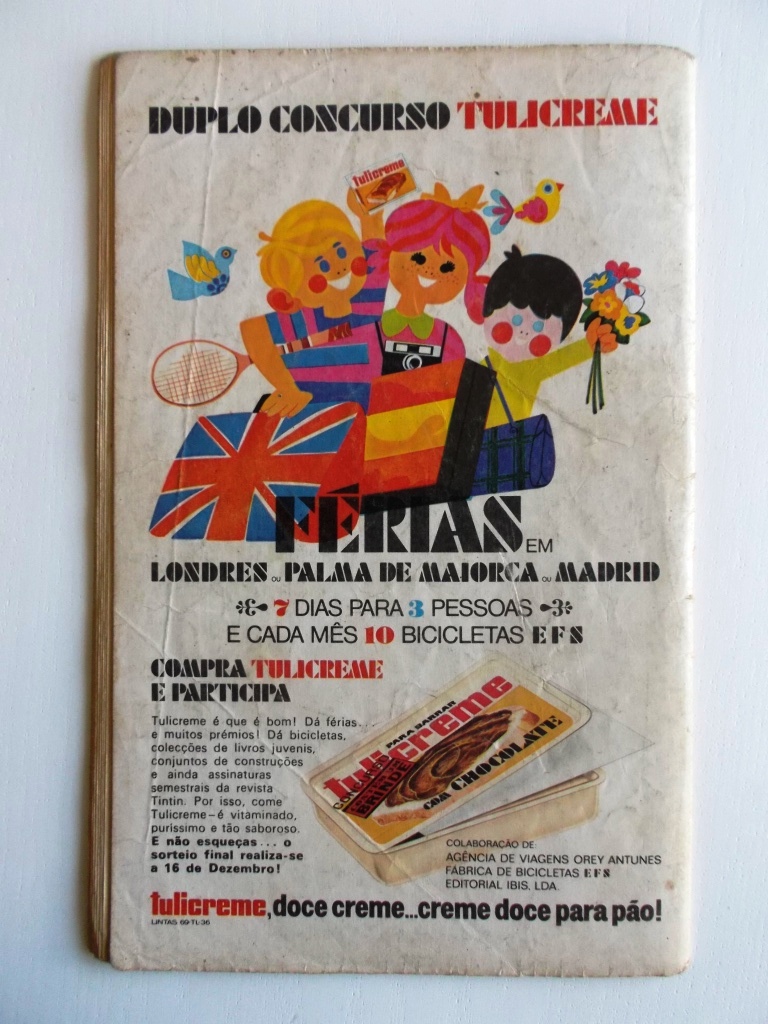 DUPLO CONCURSO TULICREME
tulicreme
FÉRIAS EM
LONDRES OU PALMA DE MAIORCA OU MADRID
7 DIAS PARA 3 PESSOAS
E CADA MÊS 10 BICICLETAS EFS
COMPRA TULICREME
E PARTICIPA
Tulicreme é que é bom! Dá férias...
e muitos prémios! Dá bicicletas,
colecções de livros juvenis,
conjuntos de construções
e ainda assinaturas
semestrais da revista
Tintin. Por isso, como
Tulicreme-é vitaminado,
puríssimo e tão saboroso.
E não esqueças... o
sorteio final realiza-se
a 16 de Dezembro!
PARA BARRAR
tulicreme
CONCURSO
BRINDE
COM CHOCOLATE
COLABORAÇÃO DE:
AGÊNCIA DE VIAGENS OREY ANTUNES
FÁBRICA DE BICICLETAS EFS
EDITORIAL IBIS, LDA.
tulicreme, doce creme...creme doce para pão!
LINTAS 69-TL-36